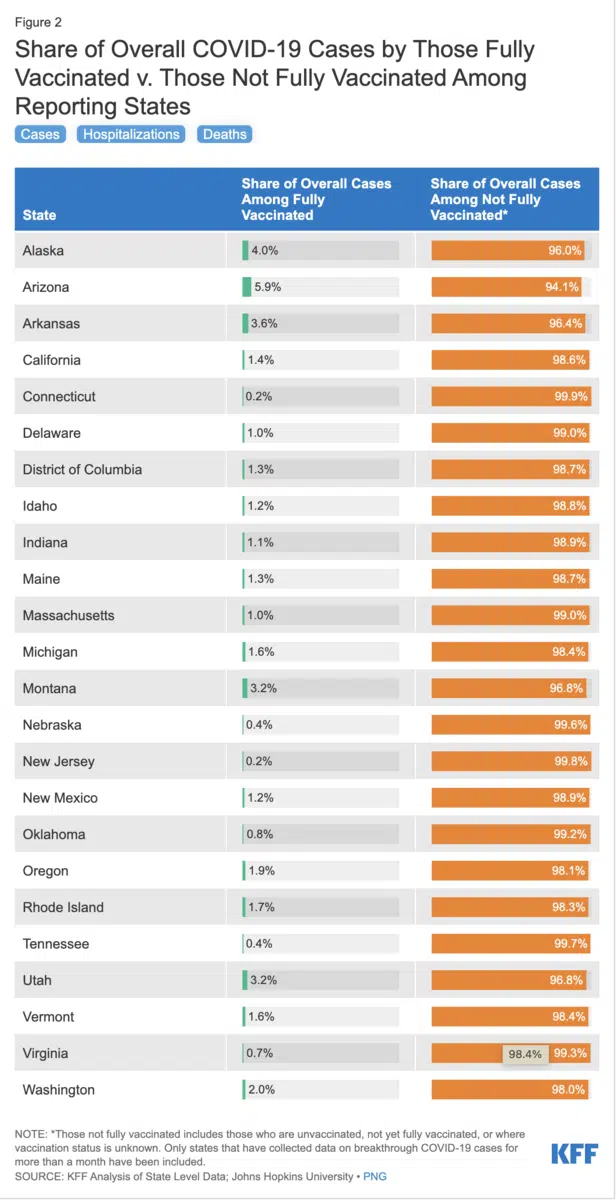 Figure 2
Share of Overall COVID-19 Cases by Those Fully
Vaccinated v. Those Not Fully Vaccinated Among
Reporting States
Cases Hospitalizations Deaths
State Share of Overall Cases Among Fully Vaccinated Share of Overall Cases Among Not Fully Vaccinated*
Alaska 4.0% 96.0%
Arizona 5.9% 94.1%
Arkansas 3.6% 96.4%
California 1.4% 98.6%
Connecticut 0.2% 99.9%
Delaware 1.0% 99.0%
District of Columbia 1.3% 98.7%
Idaho 1.2% 98.8%
Indiana 1.1% 98.9%
Maine 1.3% 98.7%
Massachusetts 1.0% 99.0%
Michigan 1.6% 98.4%
Montana 3.2% 96.8%
Nebraska 0.4% 99.6%
New Jersey 0.2% 99.8%
New Mexico 1.2% 98.9%
Oklahoma 0.8% 99.2%
Oregon 1.9% 98.1%
Rhode Island 1.7% 98.3%
Tennessee 0.4% 99.7%
Utah 3.2% 96.8%
Vermont 1.6% 98.4%
Virginia 0.7% 98.4% 99.3%
Washington 2.0% 98.0%
NOTE: *Those not fully vaccinated includes those who are unvaccinated, not yet fully vaccinated, or where
vaccination status is unknown. Only states that have collected data on breakthrough COVID-19 cases for
more than a month have been included.
SOURCE: KFF Analysis of State Level Data; Johns Hopkins University • PNG
KFF